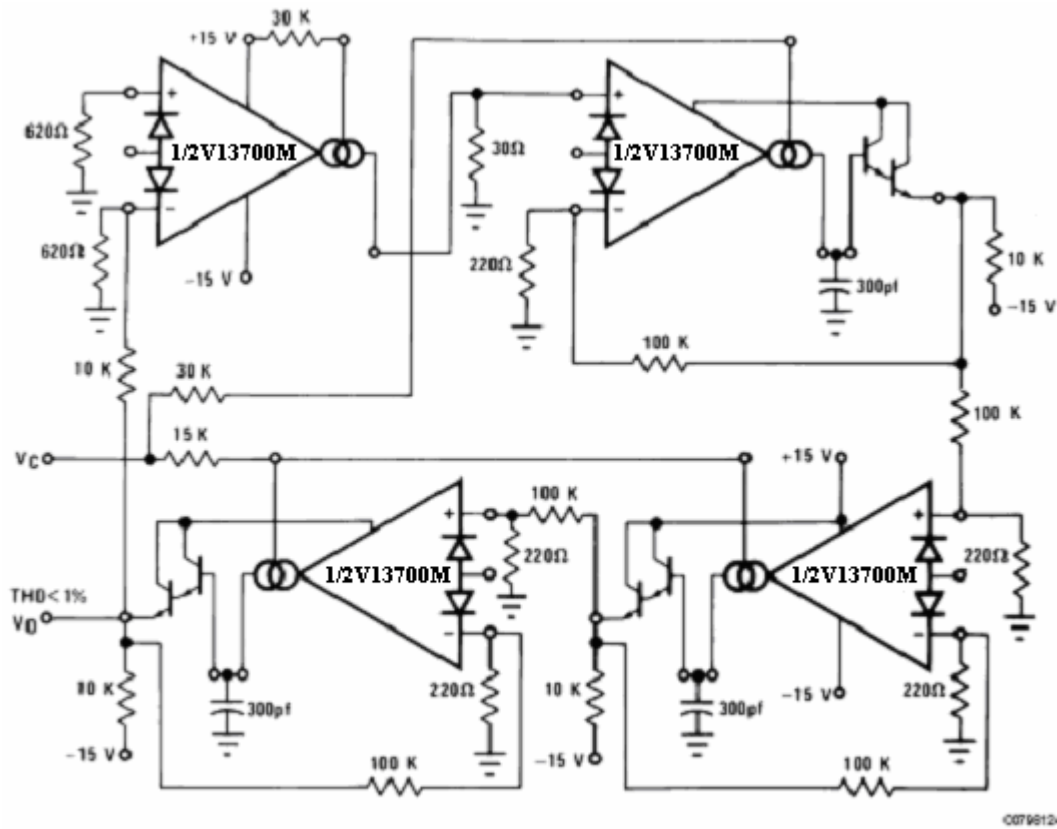 30 K
+15 V
+
620Ω
1/2V13700M
-
620Ω
-15 V
+
30Ω
1/2V13700M
-
220Ω
300pf
10 K
-15 V
100 K
10 K
30 K
100 K
15 K
VC
+15 V
100 K
+
220Ω
1/2V13700M
-
220Ω
+
220Ω
1/2V13700M
-
220Ω
THD<1%
VO
10 K
300pf
-15 V
100 K
10 K
300pf
-15 V
-15 V
100 K